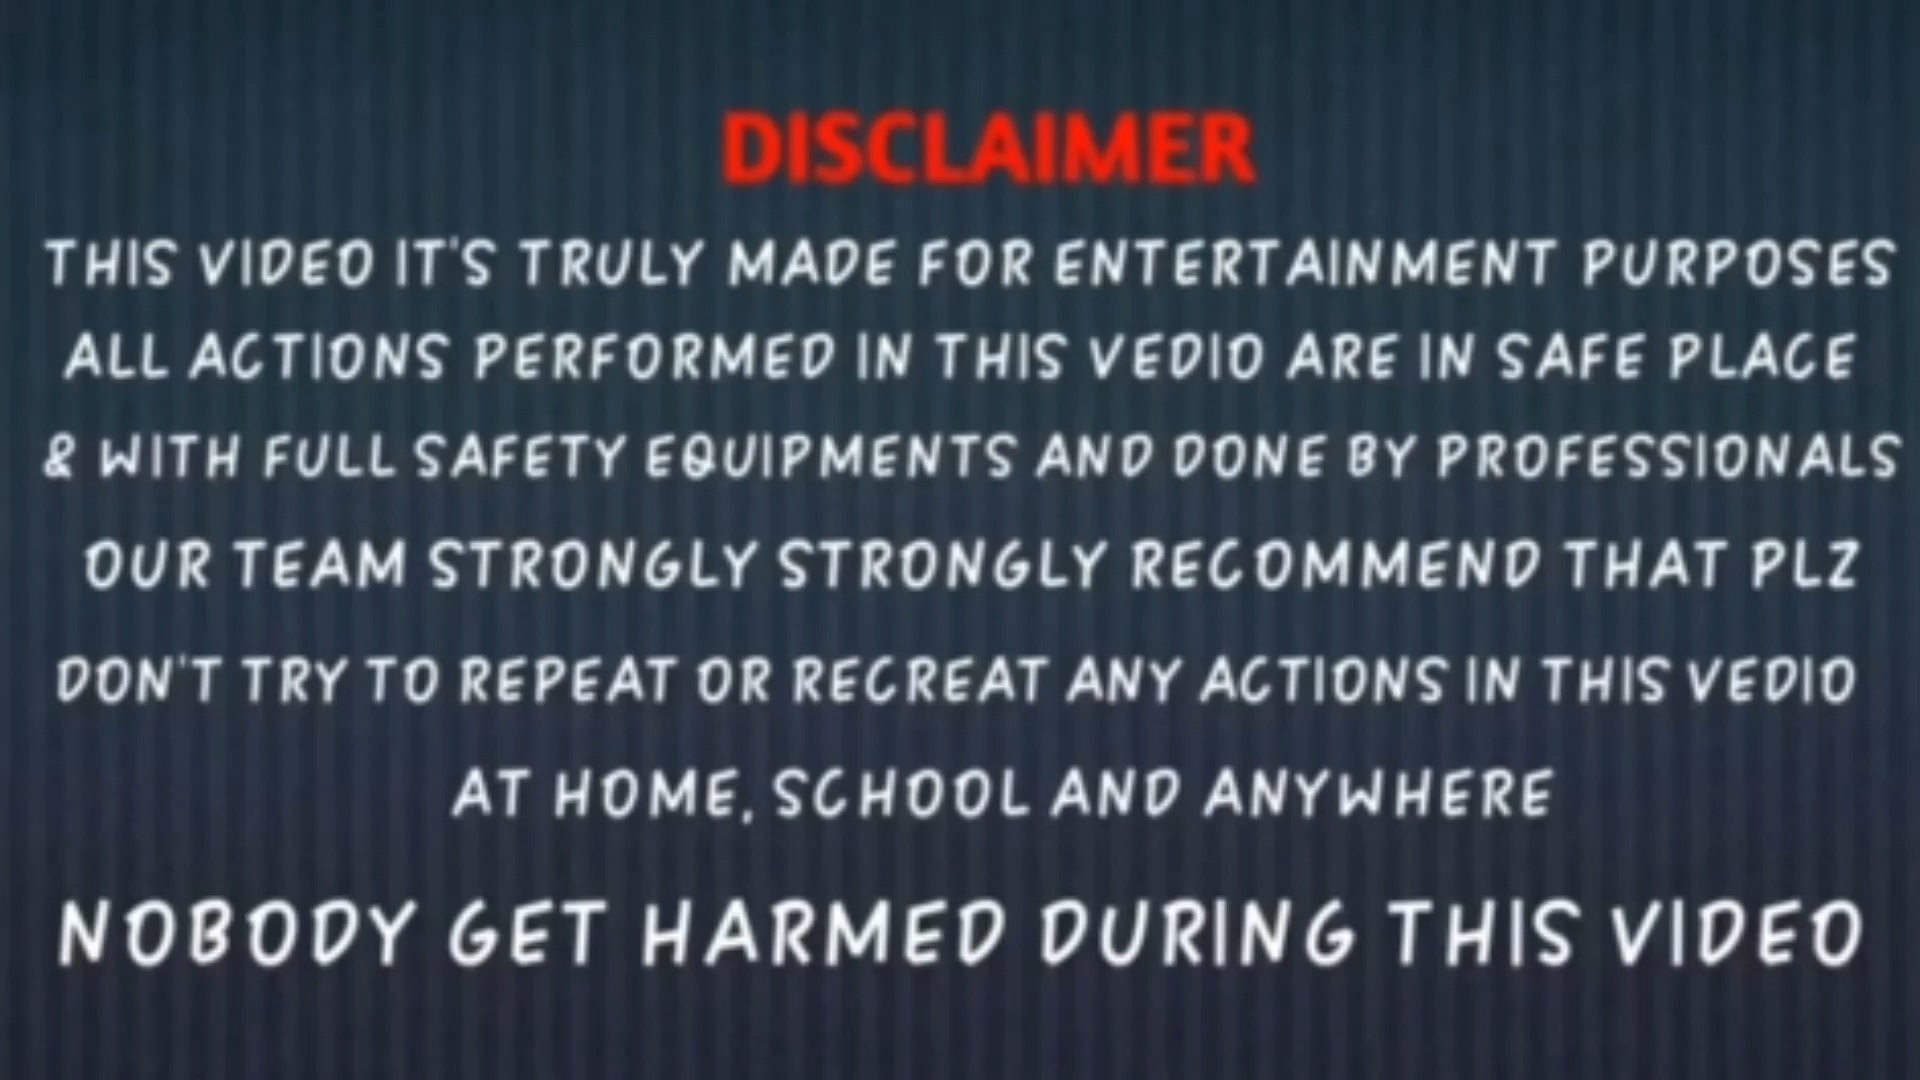 DISCLAIMER
THIS VIDEO IT'S TRULY MADE FOR ENTERTAINMENT PURPOSES
ALL ACTIONS PERFORMED IN THIS VEDIO ARE IN SAFE PLACE
& WITH FULL SAFETY EQUIPMENTS AND DONE BY PROFESSIONALS
OUR TEAM STRONGLY STRONGLY RECOMMEND THAT PLZ
DON'T TRY TO REPEAT OR RECREAT ANY ACTIONS IN THIS VEDIO
AT HOME, SCHOOL AND ANYWHERE
NOBODY GET HARMED DURING THIS VIDEO